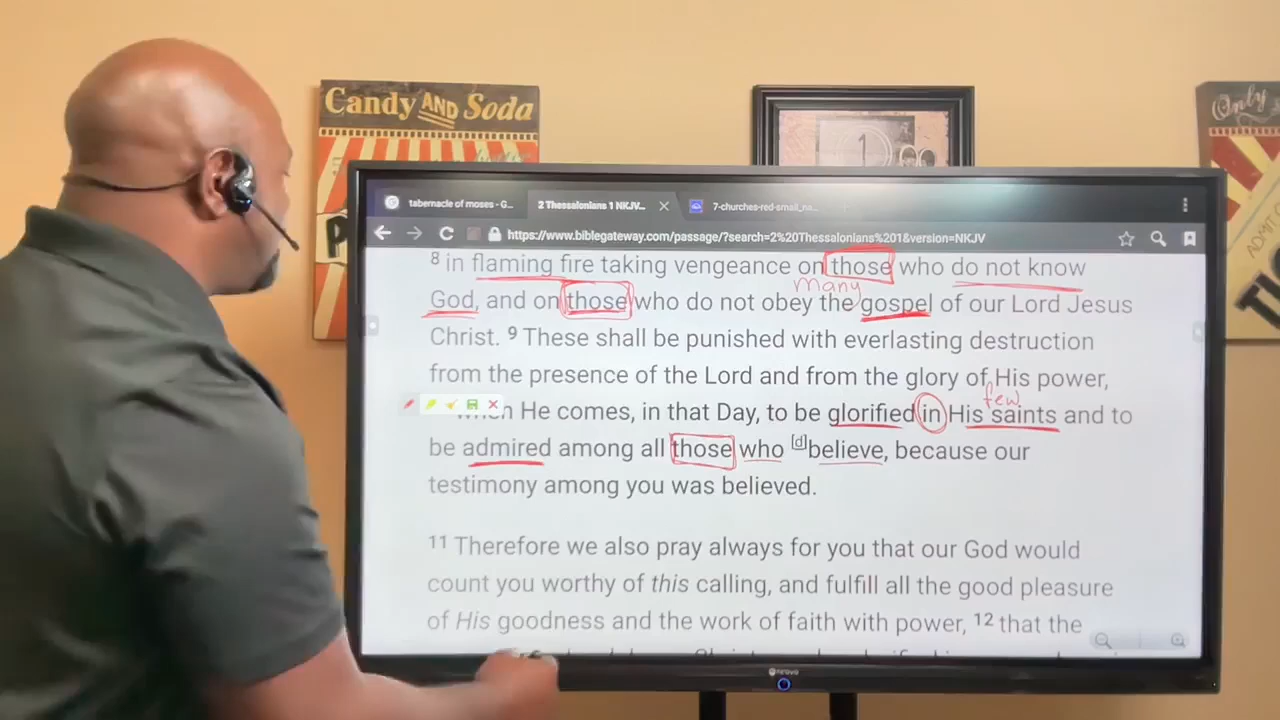 Candy AND Soda
1
Only
ADMIT
tabernacle of moses - G...
2 Thessalonians 1 NKJV...
7-churches-red-small_na...
https://www.biblegateway.com/passage/?search=2%20Thessalonians%201&version=NKJV
8 in flaming fire taking vengeance on those who do not know
many
God, and on those who do not obey the gospel of our Lord Jesus
Christ. 9 These shall be punished with everlasting destruction
from the presence of the Lord and from the glory of His power,
few
He comes, in that Day, to be glorified in His saints and to
be admired among all those who [d]believe, because our
testimony among you was believed.
11 Therefore we also pray always for you that our God would
count you worthy of this calling, and fulfill all the good pleasure
of His goodness and the work of faith with power, 12 that the